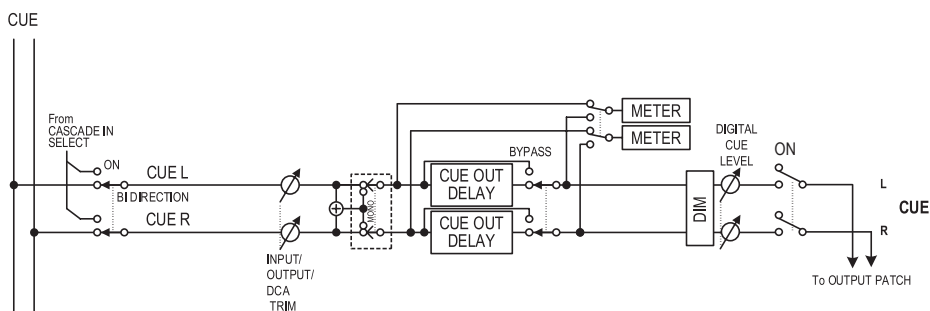 CUE
From
CASCADE IN
SELECT
ON
CUE L
BI DIRECTION
CUE R
INPUT/
OUTPUT/
DCA
TRIM
MONO
CUE OUT
DELAY
CUE OUT
DELAY
BYPASS
METER
METER
DIM
DIGITAL
CUE
LEVEL
ON
L
CUE
R
To OUTPUT PATCH